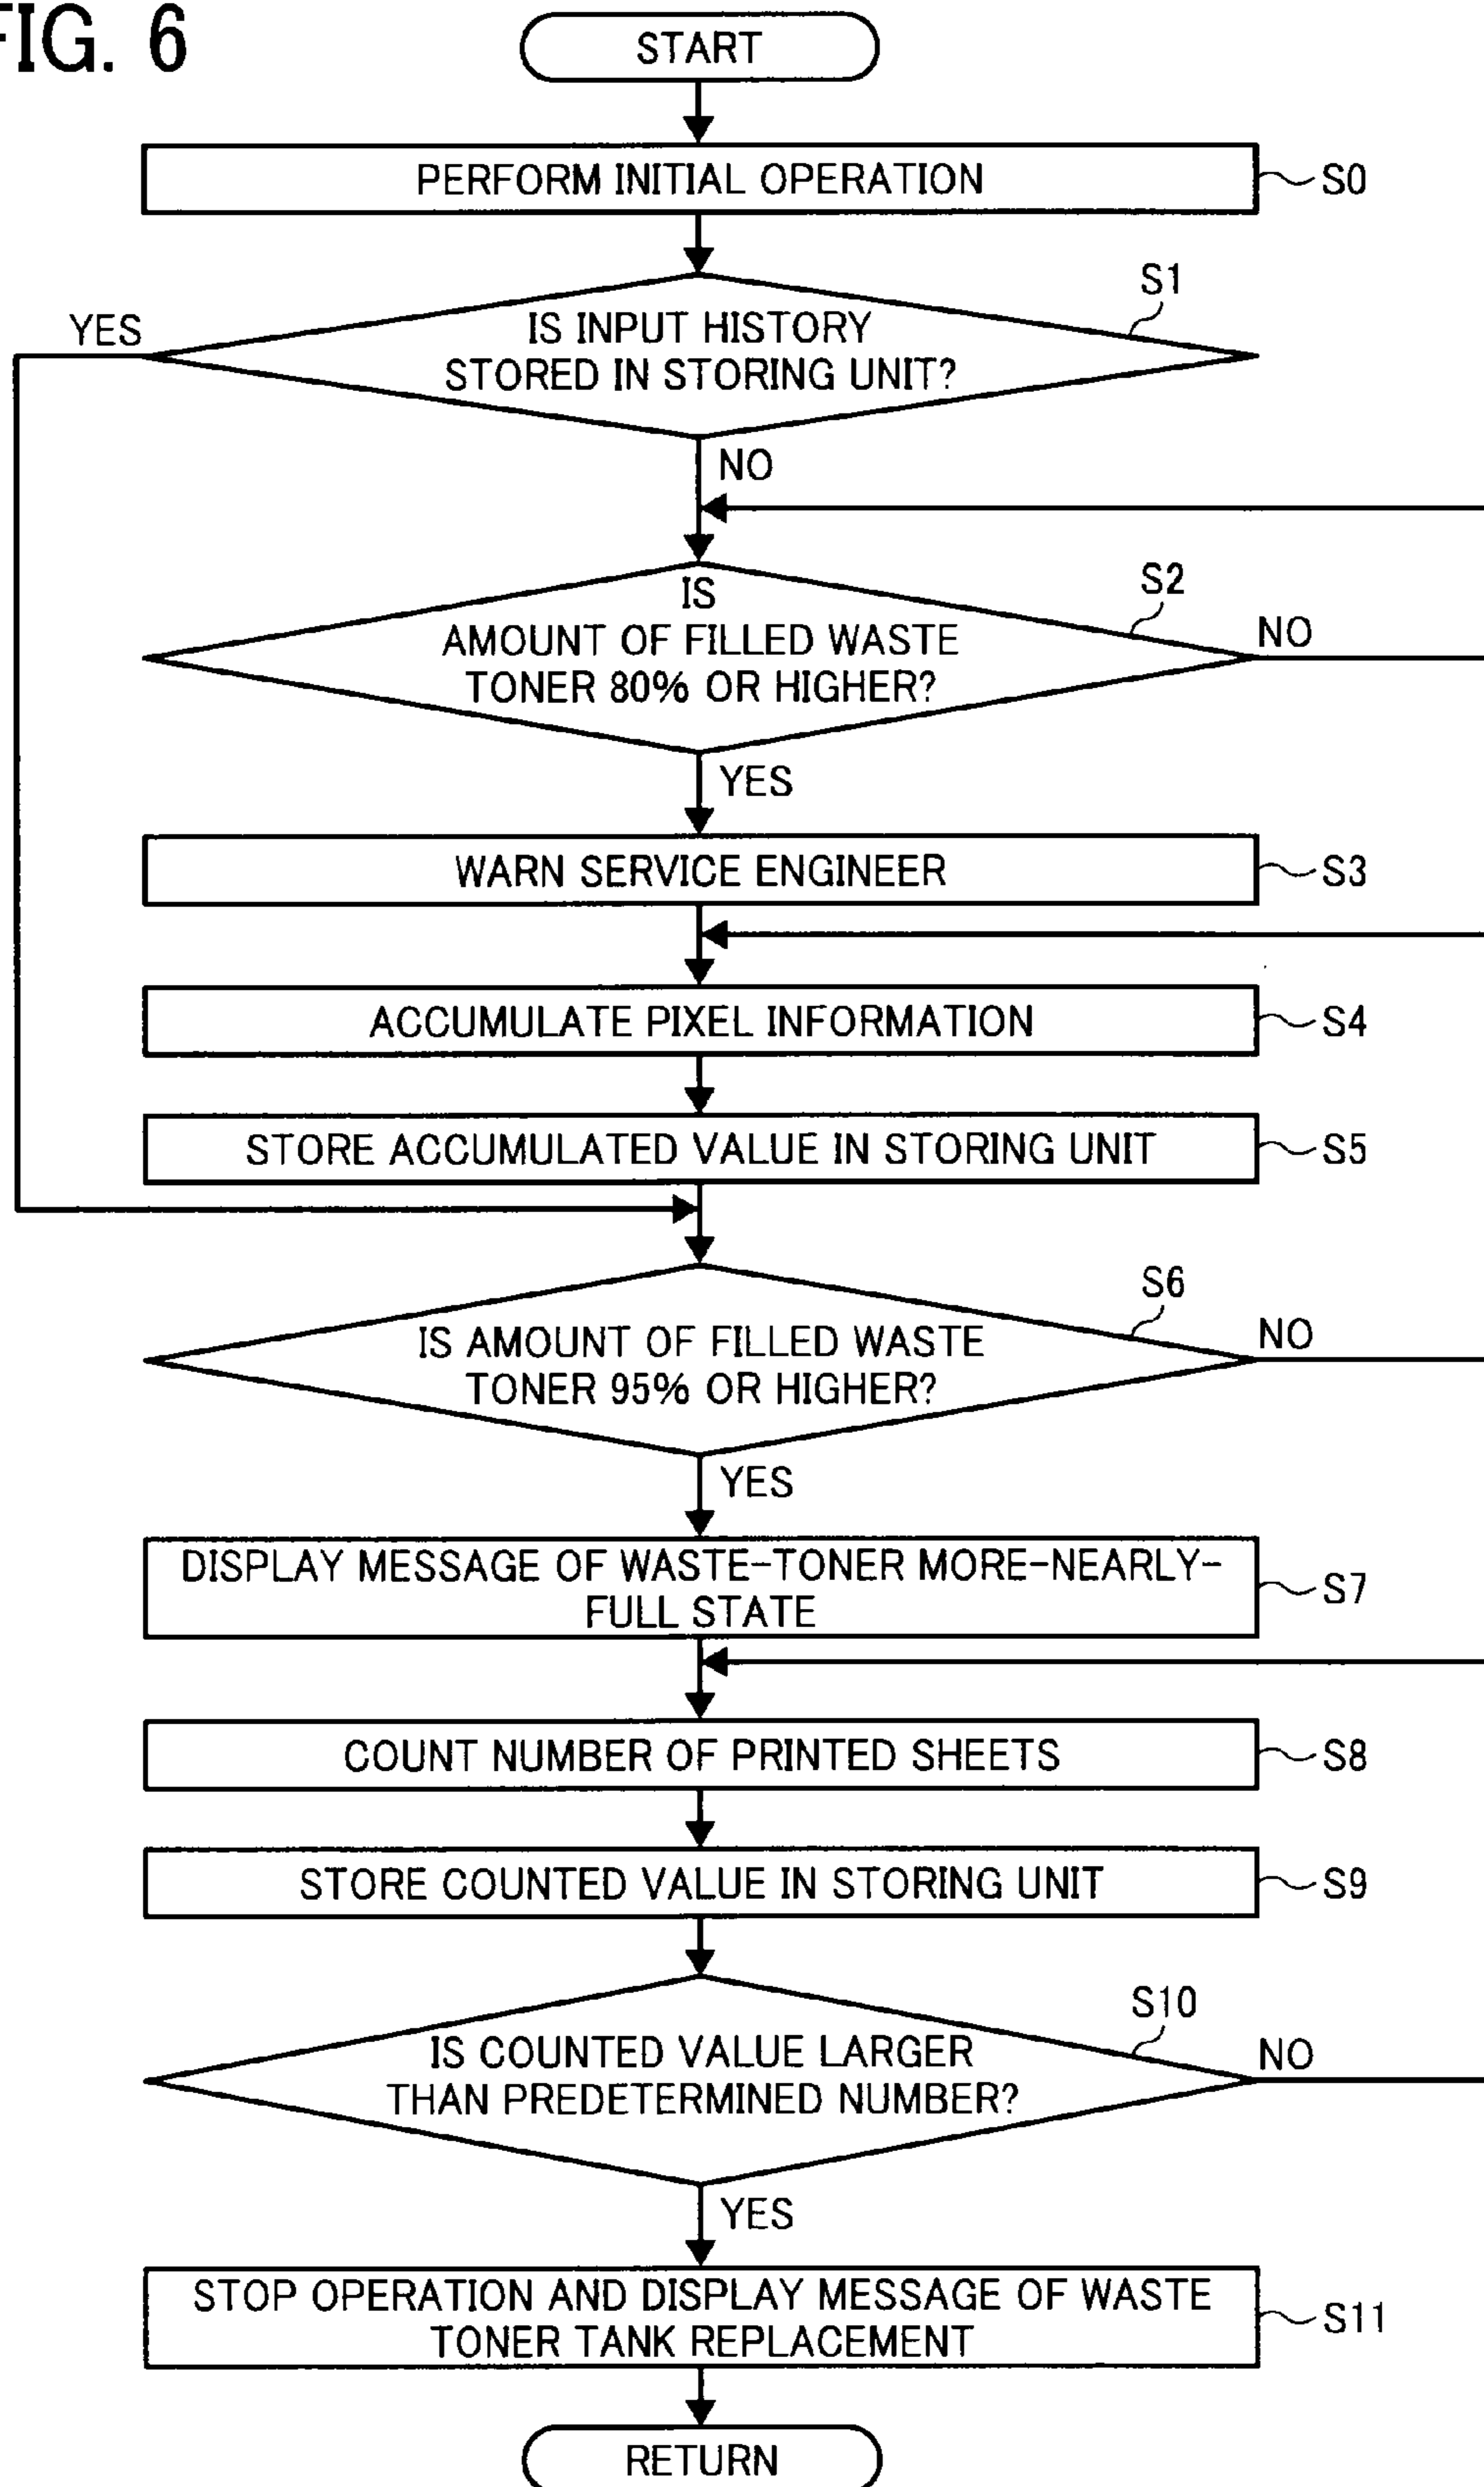 FIG. 6
START
PERFORM INITIAL OPERATION
S0
S1
IS INPUT HISTORY
STORED IN STORING UNIT?
YES
NO
S2
IS
AMOUNT OF FILLED WASTE
TONER 80% OR HIGHER?
NO
YES
WARN SERVICE ENGINEER
S3
ACCUMULATE PIXEL INFORMATION
S4
STORE ACCUMULATED VALUE IN STORING UNIT
S5
S6
IS AMOUNT OF FILLED WASTE
TONER 95% OR HIGHER?
NO
YES
DISPLAY MESSAGE OF WASTE-TONER MORE-NEARLY-
FULL STATE
S7
COUNT NUMBER OF PRINTED SHEETS
S8
STORE COUNTED VALUE IN STORING UNIT
S9
S10
IS COUNTED VALUE LARGER
THAN PREDETERMINED NUMBER?
NO
YES
STOP OPERATION AND DISPLAY MESSAGE OF WASTE
TONER TANK REPLACEMENT
S11
RETURN